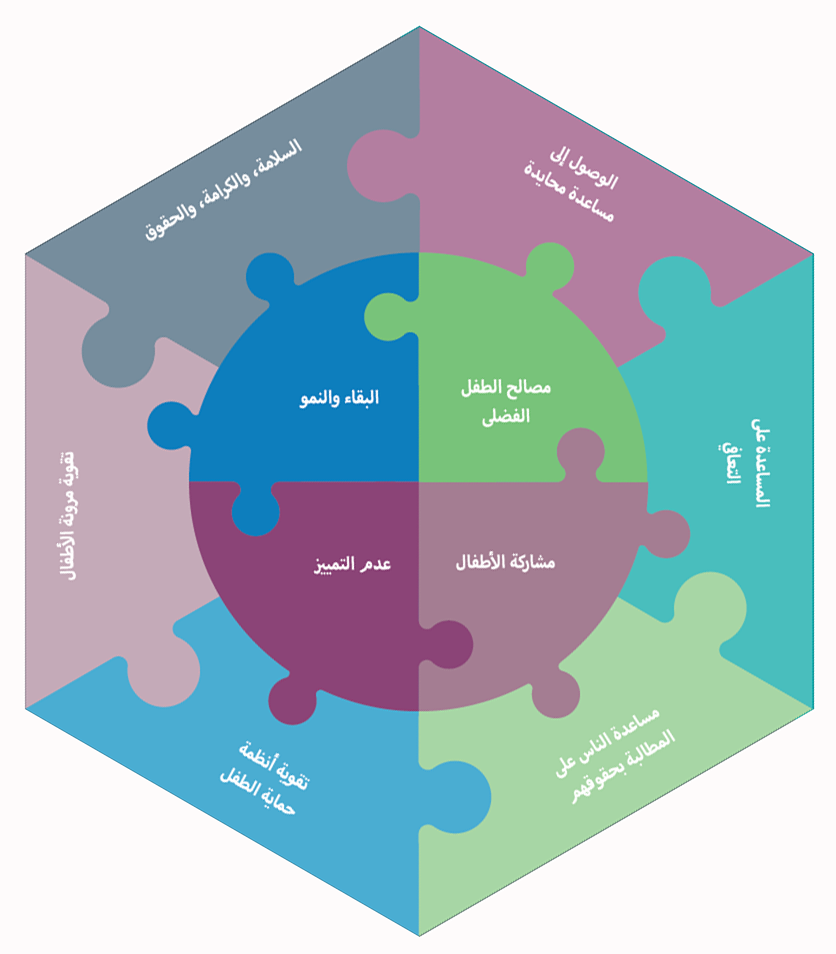 السلامة، والكرامة، والحقوق
الوصول إلى
مساعدة محايدة
البقاء والنمو
مصالح الطفل
الفضلى
المساعدة على
التعافي
تقوية مرونة الأطفال
عدم التمييز
مشاركة الأطفال
تقوية أنظمة
حماية الطفل
مساعدة الناس على
المطالبة بحقوقهم